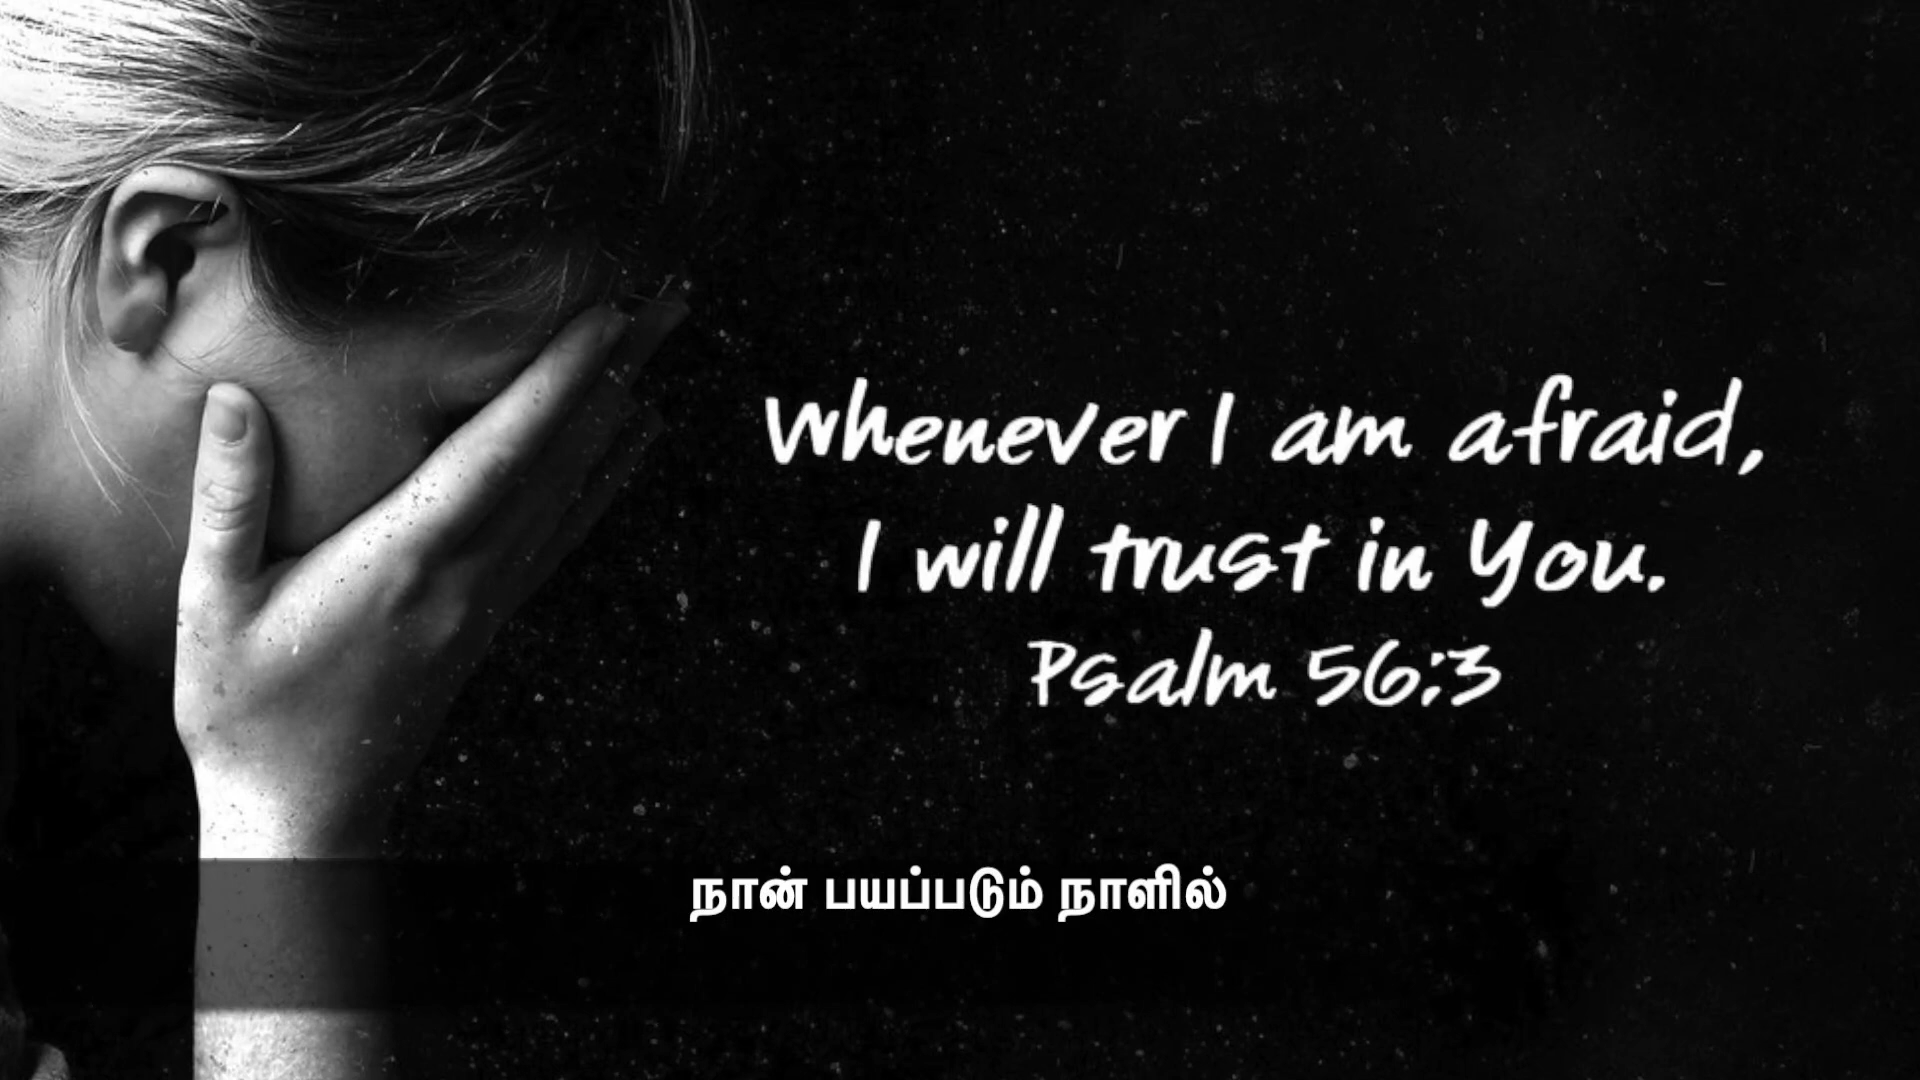 Whenever I am afraid,
I will trust in You.
Psalm 56:3
நான் பயப்படும் நாளில்